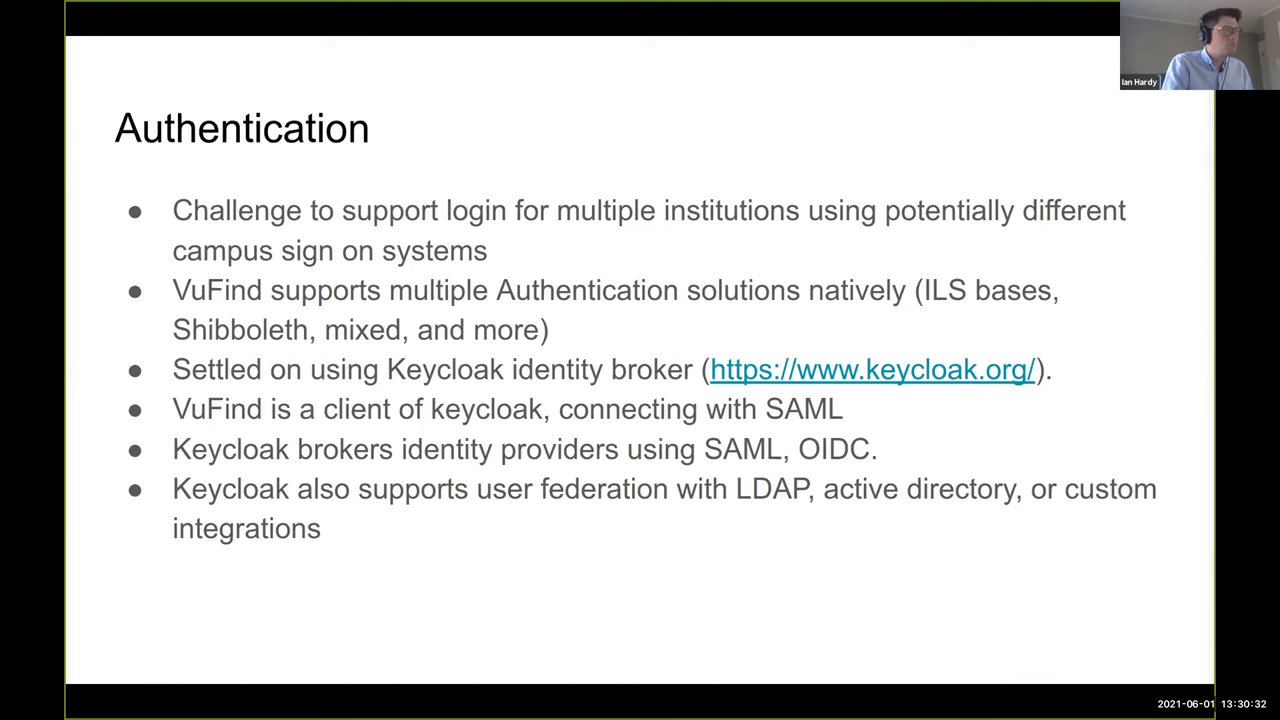 Ian Hardy
Authentication
● Challenge to support login for multiple institutions using potentially different
campus sign on systems
● VuFind supports multiple Authentication solutions natively (ILS bases,
Shibboleth, mixed, and more)
● Settled on using Keycloak identity broker (https://www.keycloak.org/).
● VuFind is a client of keycloak, connecting with SAML
● Keycloak brokers identity providers using SAML, OIDC.
● Keycloak also supports user federation with LDAP, active directory, or custom
integrations
2021-06-01 13:30:32